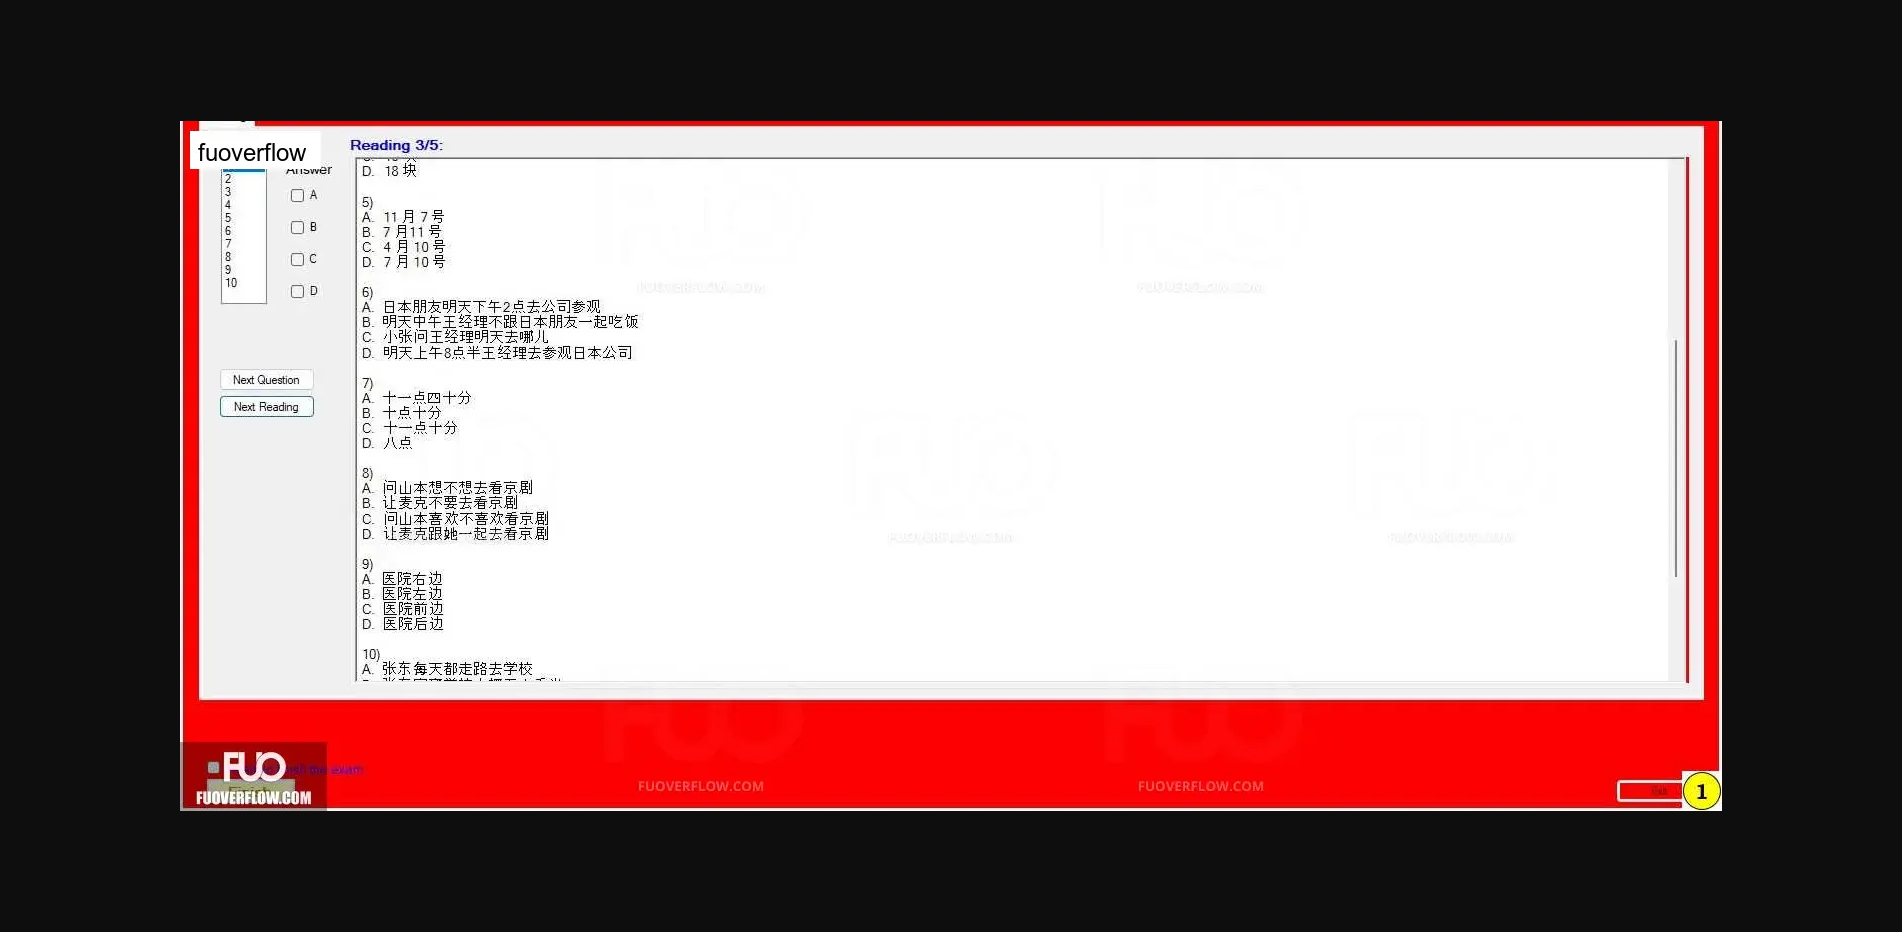 fuoverflow
Reading 3/5:
Answer
2
3
4
5
6
7
8
9
10
A
B
C
D
Next Question
Next Reading
D. 18 块
5)
A. 11 月 7 号
B. 7 月11 号
C. 4 月 10 号
D. 7 月 10 号
6)
A. 日本朋友明天下午2点去公司参观
B. 明天中午王经理不跟日本朋友一起吃饭
C. 小张问王经理明天去哪儿
D. 明天上午8点半王经理去参观日本公司
7)
A. 十一点四十分
B. 十点十分
C. 十一点十分
D. 八点
8)
A. 问山本想不想去看京剧
B. 让麦克不要去看京剧
C. 问山本喜欢不喜欢看京剧
D. 让麦克跟她一起去看京剧
9)
A. 医院右边
B. 医院左边
C. 医院前边
D. 医院后边
10)
A. 张东每天都走路去学校
FUOVERFLOW.COM
FUOVERFLOW.COM
FUOVERFLOW.COM
FUOVERFLOW.COM
FUO
the exam
FUOVERFLOW.COM
FUOVERFLOW.COM
FUOVERFLOW.COM
Exit
1